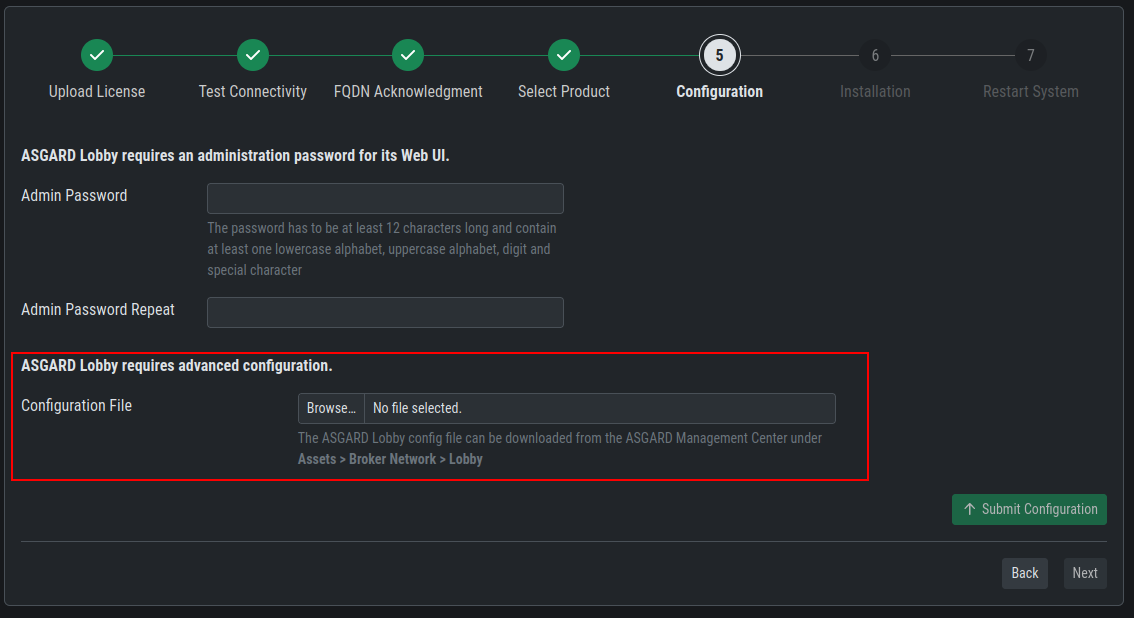 5
6
7
Upload License
Test Connectivity
FQDN Acknowledgment
Select Product
Configuration
Installation
Restart System
ASGARD Lobby requires an administration password for its Web UI.
Admin Password
The password has to be at least 12 characters long and contain
at least one lowercase alphabet, uppercase alphabet, digit and
special character
Admin Password Repeat
ASGARD Lobby requires advanced configuration.
Configuration File
Browse...
No file selected.
The ASGARD Lobby config file can be downloaded from the ASGARD Management Center under
Assets > Broker Network > Lobby
Submit Configuration
Back
Next